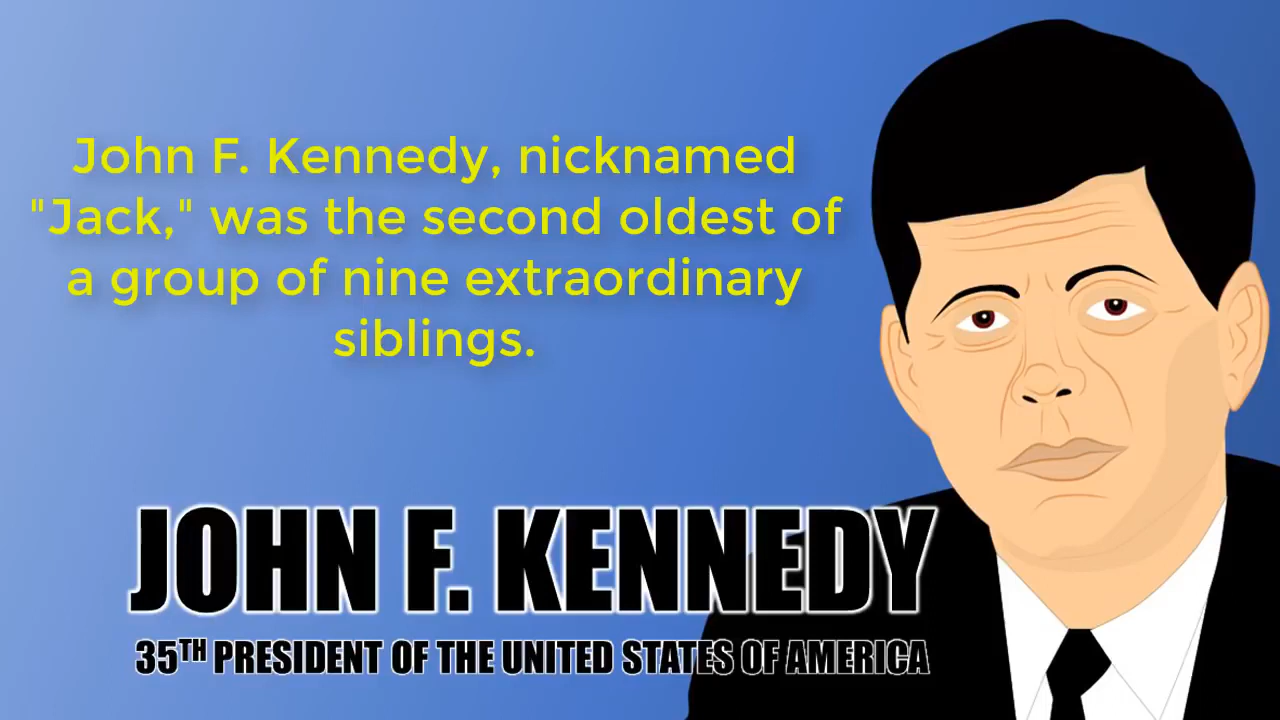 John F. Kennedy, nicknamed
"Jack," was the second oldest of
a group of nine extraordinary
siblings.
JOHN F. KENNEDY
35TH PRESIDENT OF THE UNITED STATES OF AMERICA